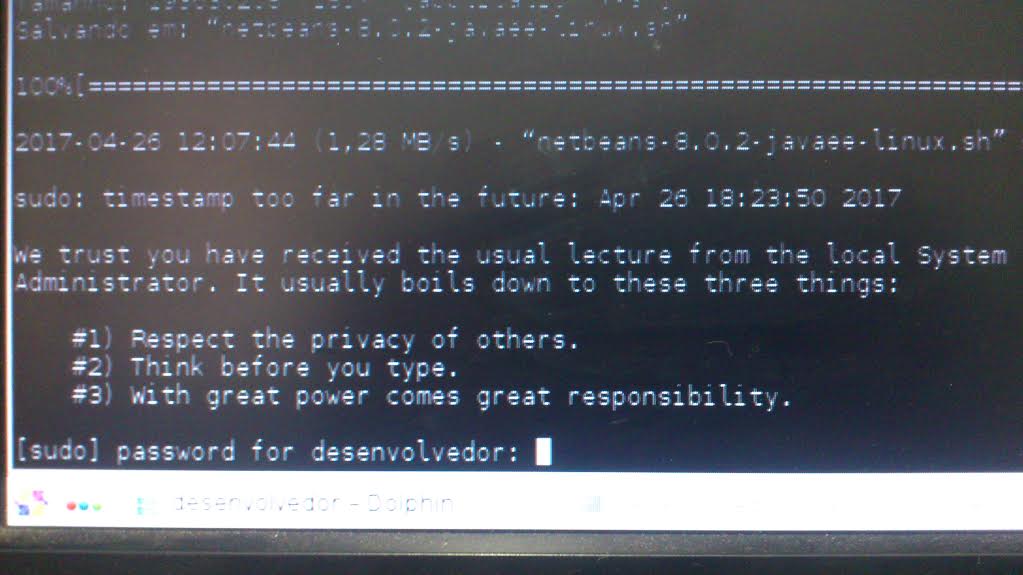 Salvando em: “netbeans-8.0.2-javaee-linux.sh”
100%[==============================================================
2017-04-26 12:07:44 (1,28 MB/s) - “netbeans-8.0.2-javaee-linux.sh”
sudo: timestamp too far in the future: Apr 26 18:23:50 2017
We trust you have received the usual lecture from the local System
Administrator. It usually boils down to these three things:
#1) Respect the privacy of others.
#2) Think before you type.
#3) With great power comes great responsibility.
[sudo] password for desenvolvedor:
desenvolvedor – Dolphin